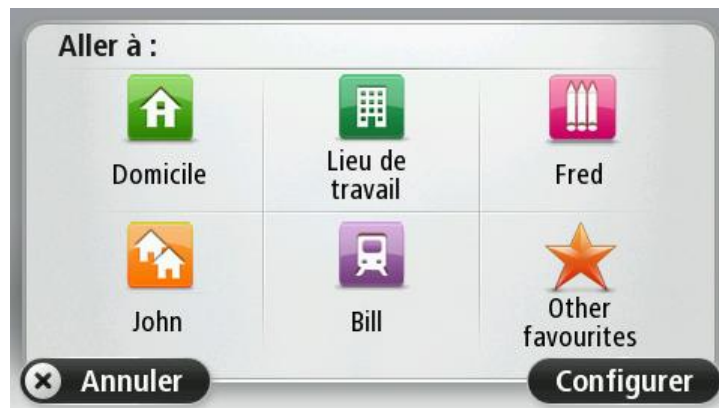 Aller à :
Domicile
Lieu de
travail
Fred
John
Bill
Other
favourites
Annuler
Configurer